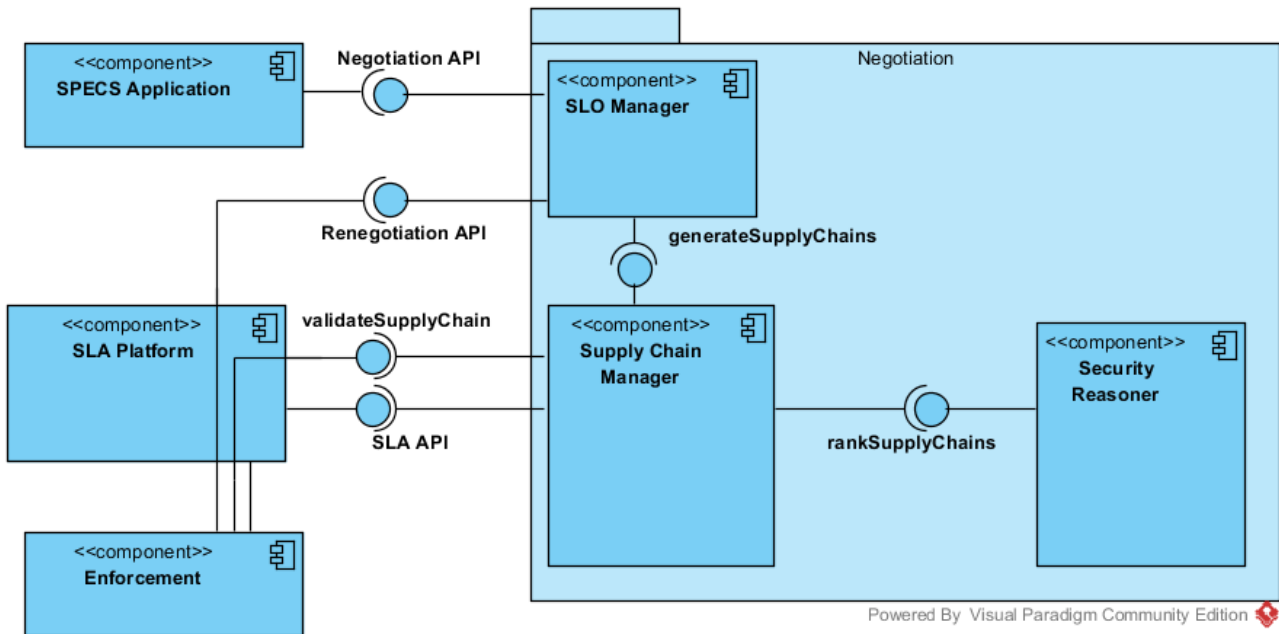 Negotiation
<<component>>
SPECS Application
Negotiation API
<<component>>
SLO Manager
Renegotiation API
generateSupplyChains
<<component>>
SLA Platform
validateSupplyChain
SLA API
<<component>>
Supply Chain
Manager
rankSupplyChains
<<component>>
Security
Reasoner
<<component>>
Enforcement
Powered By Visual Paradigm Community Edition